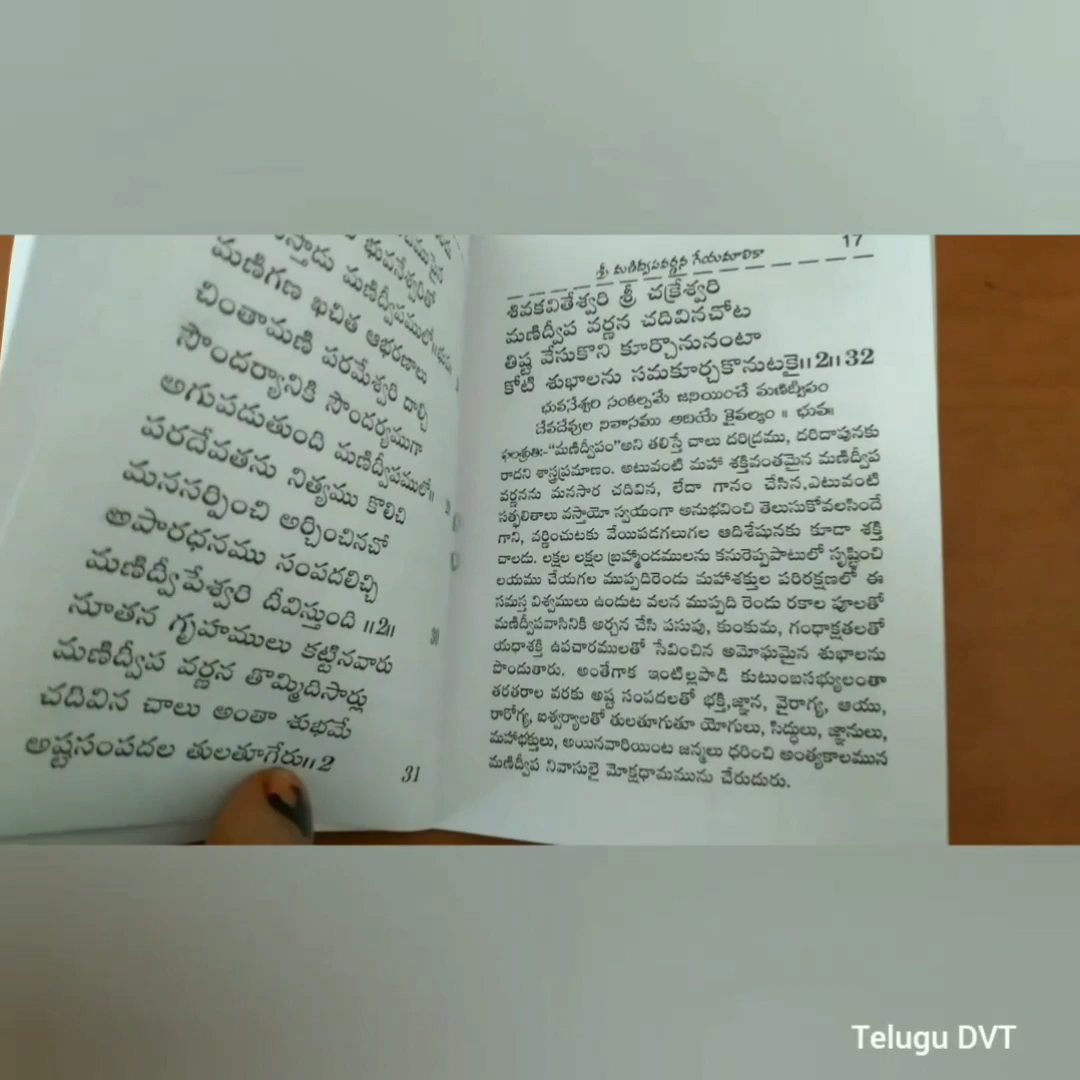 మణిద్వీపములో
మణిగణ ఖచిత ఆభరణాలు
చింతామణి పరమేశ్వరి దాల్చి
సౌందర్యానికి సౌందర్యముగా
అగుపడుతుంది మణిద్వీపములో॥
పరదేవతను నిత్యము కొలిచి
మనసర్పించి అర్చించినచో
అపారధనము సంపదలిచ్చి
మణిద్వీపేశ్వరి దీవిస్తుంది ॥2॥ 30
నూతన గృహములు కట్టినవారు
మణిద్వీప వర్ణన తొమ్మిదిసార్లు
చదివిన చాలు అంతా శుభమే
అష్టసంపదల తులతూగేరు॥2 31
17
శ్రీ మణిద్వీపవర్ణన గేయమాలికా
శివకవితేశ్వరి శ్రీ చక్రేశ్వరి
మణిద్వీప వర్ణన చదివినచోట
తిష్ట వేసుకొని కూర్చొనునంటా
కోటి శుభాలను సమకూర్చకొనుటకై॥2॥32
భువనేశ్వరి సంకల్పమే జనియించే మణిద్వీపం
దేవదేవుల నివాసము అదియే కైవల్యం ॥ భువ॥
ఫలశ్రుతి:-"మణిద్వీపం"అని తలిస్తే చాలు దరిద్రము, దరిదాపునకు
రాదని శాస్త్రప్రమాణం. అటువంటి మహా శక్తివంతమైన మణిద్వీప
వర్ణనను మనసార చదివిన, లేదా గానం చేసిన,ఎటువంటి
సత్ఫలితాలు వస్తాయో స్వయంగా అనుభవించి తెలుసుకోవలసిందే
గాని, వర్ణించుటకు వేయిపడగలుగల ఆదిశేషునకు కూడా శక్తి
చాలదు. లక్షల లక్షల బ్రహ్మాండములను కనురెప్పపాటులో సృష్టించి
లయము చేయగల ముప్పదిరెండు మహాశక్తుల పరిరక్షణలో ఈ
సమస్త విశ్వములు ఉందుట వలన ముప్పది రెండు రకాల పూలతో
మణిద్వీపవాసినికి అర్చన చేసి పసుపు, కుంకుమ, గంధాక్షతలతో
యధాశక్తి ఉపచారములతో సేవించిన అమోఘమైన శుభాలను
పొందుతారు. అంతేగాక ఇంటిల్లపాది కుటుంబసభ్యులంతా
తరతరాల వరకు అష్ట సంపదలతో భక్తి,జ్ఞాన, వైరాగ్య, ఆయు,
రారోగ్య, ఐశ్వర్యాలతో తులతూగుతూ యోగులు, సిద్ధులు, జ్ఞానులు,
మహాభక్తులు, అయినవారియింట జన్మలు ధరించి అంత్యకాలమున
మణిద్వీప నివాసులై మోక్షధామమును చేరుదురు.
Telugu DVT